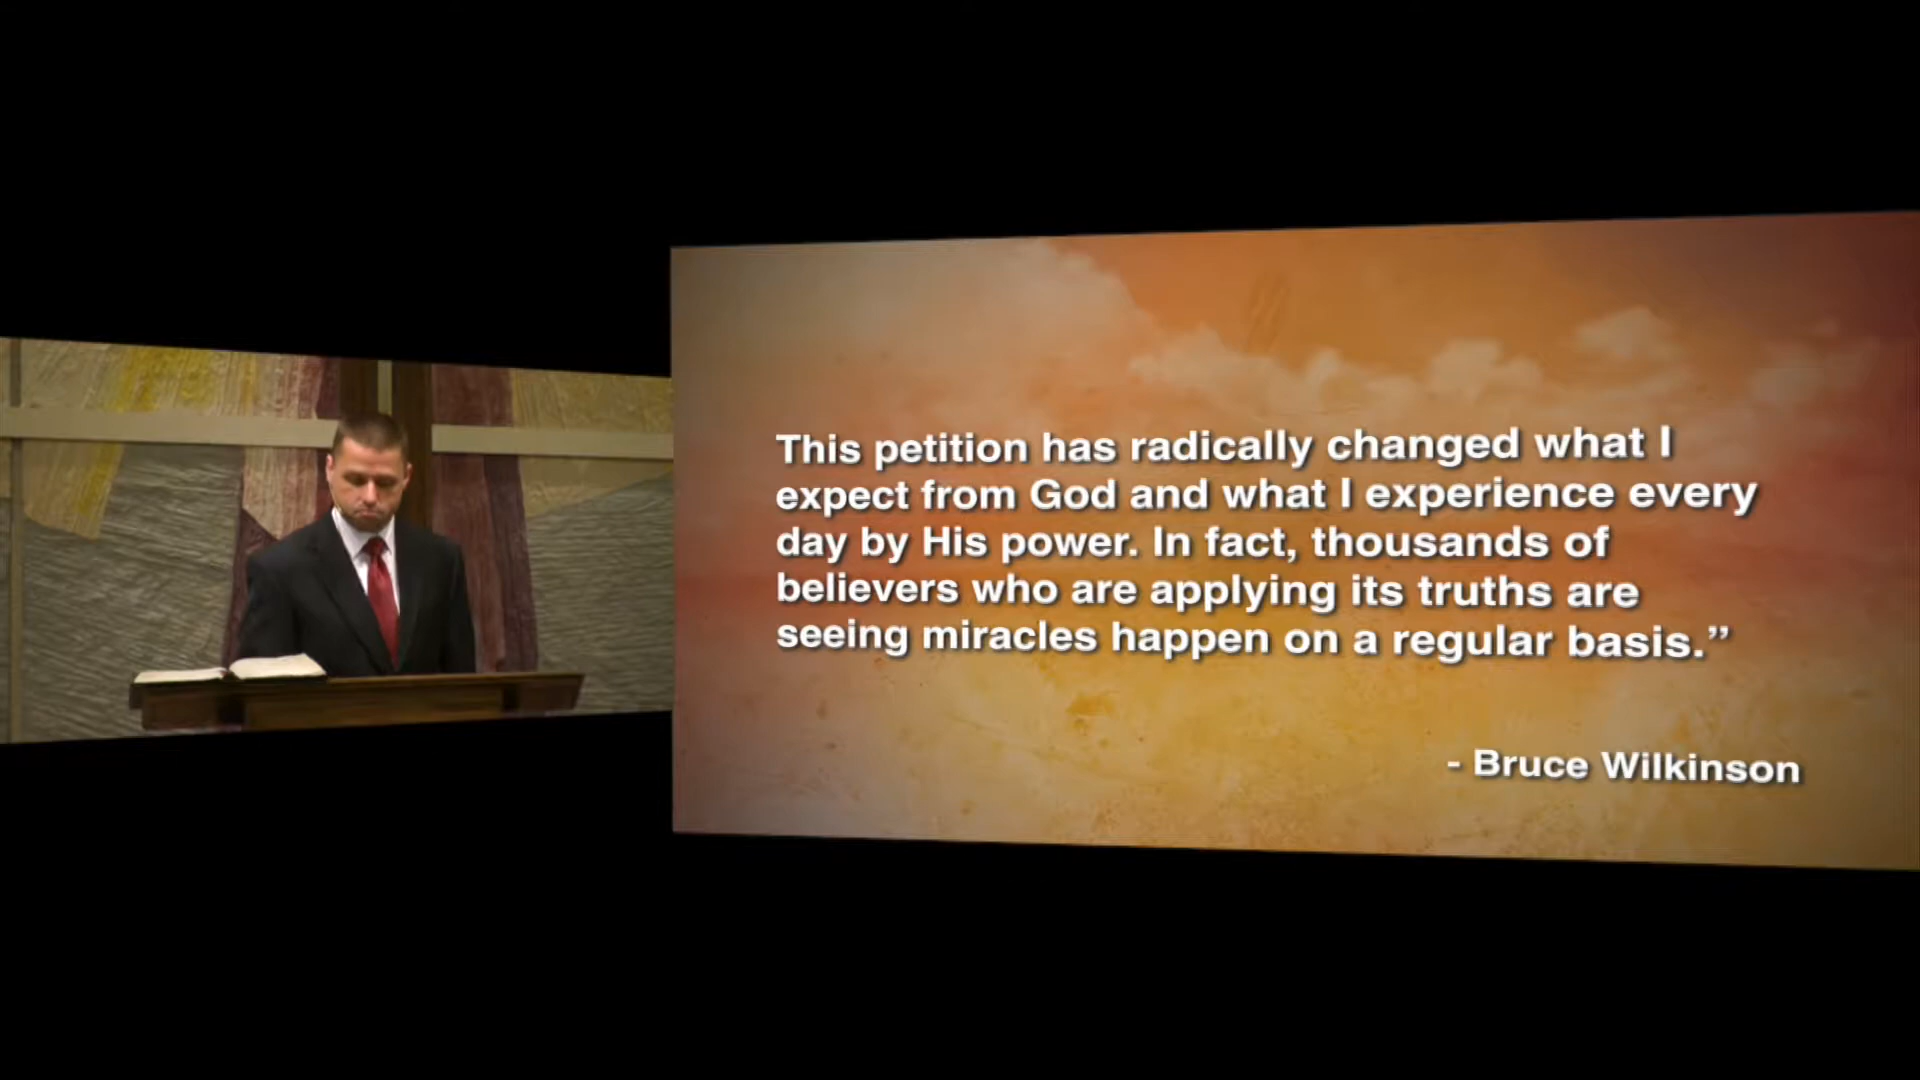 This petition has radically changed what I
expect from God and what I experience every
day by His power. In fact, thousands of
believers who are applying its truths are
seeing miracles happen on a regular basis.”
- Bruce Wilkinson